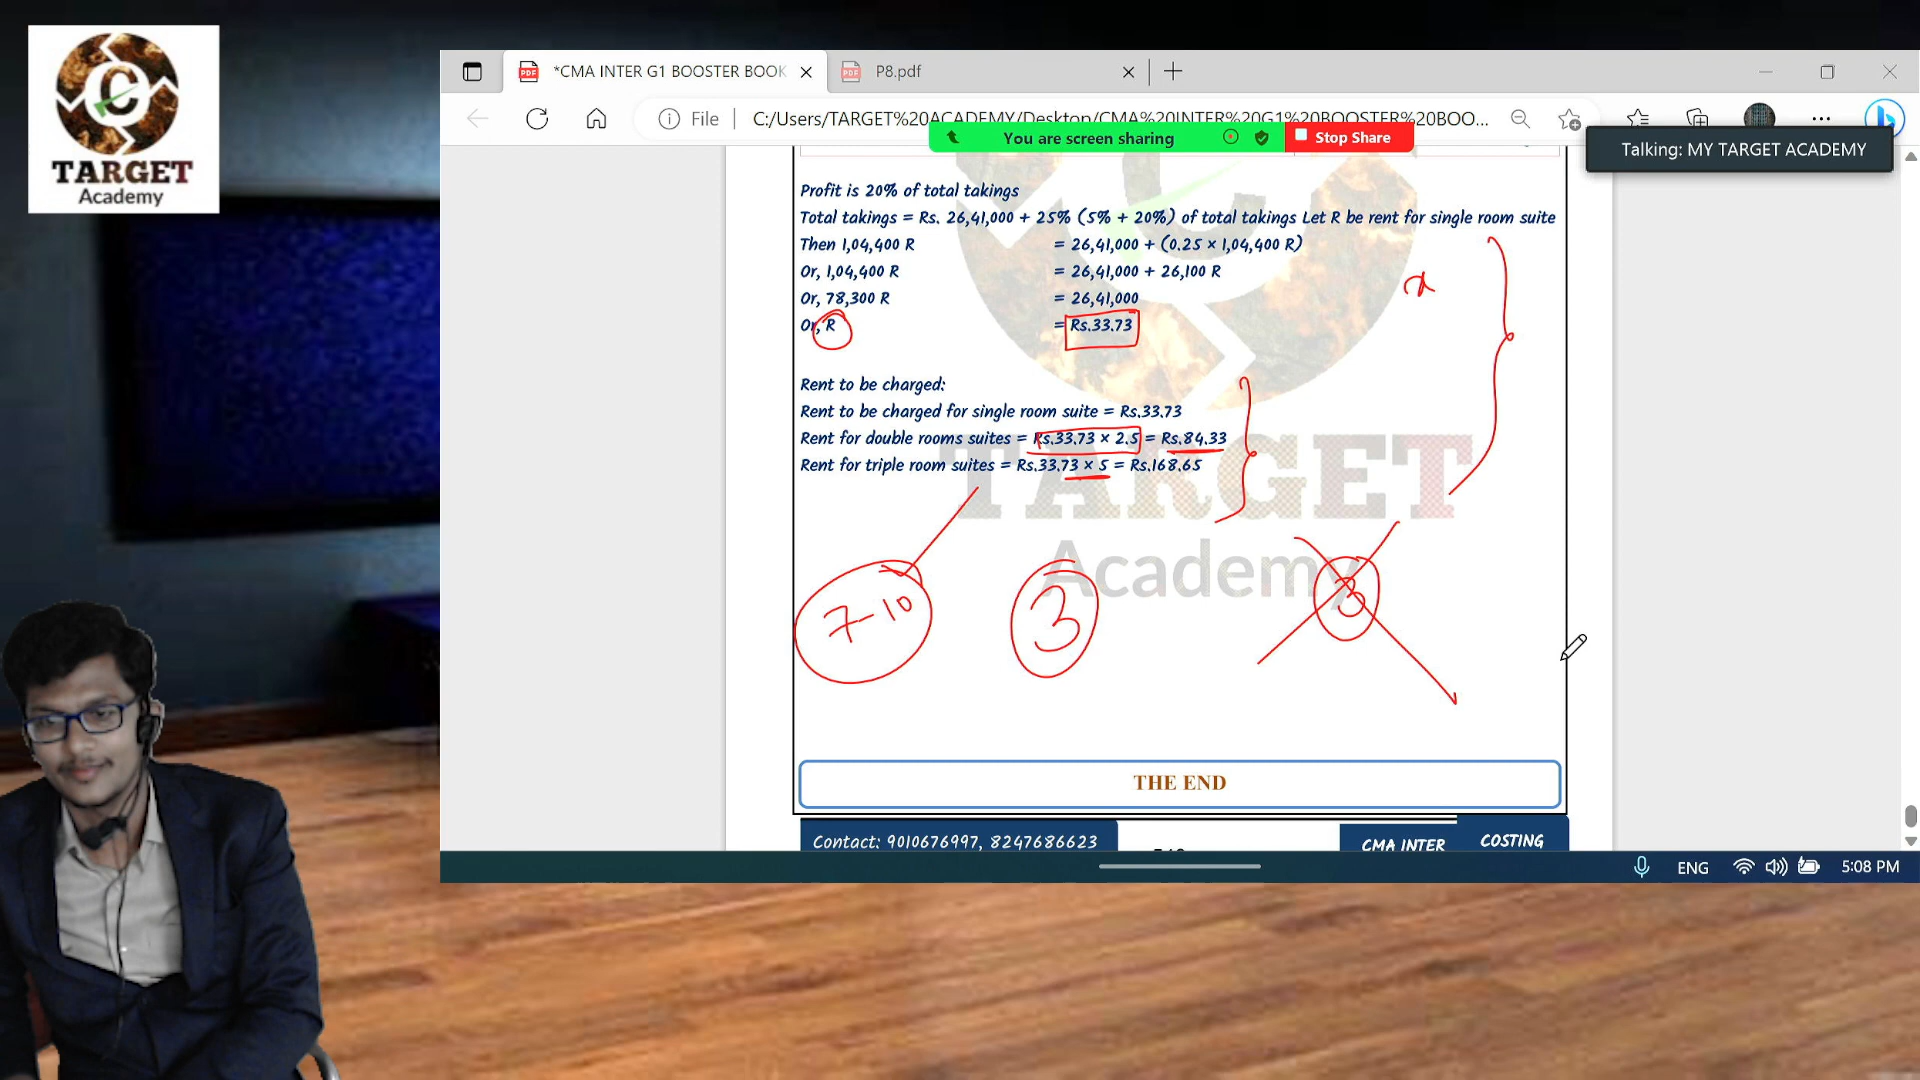 C
TARGET
Academy
*CMA INTER G1 BOOSTER BOOK
P8.pdf
File
C:/Users/TARGET%20ACADEMY/Desktop/CMA%20INTER%20G1%20BOOSTER%20BOO...
You are screen sharing
Stop Share
Talking: MY TARGET ACADEMY
Profit is 20% of total takings
Total takings = Rs. 26,41,000 + 25% (5% + 20%) of total takings Let R be rent for single room suite
Then 1,04,400 R = 26,41,000 + (0.25 × 1,04,400 R)
Or, 1,04,400 R = 26,41,000 + 26,100 R
Or, 78,300 R = 26,41,000
Or, R = Rs.33.73
x
Rent to be charged:
Rent to be charged for single room suite = Rs.33.73
Rent for double rooms suites = Rs.33.73 × 2.5 = Rs.84.33
Rent for triple room suites = Rs.33.73 × 5 = Rs.168.65
TARGET
Academy
7-10
3
3
THE END
Contact: 9010676997, 8247686623
CMA INTER
COSTING
ENG
5:08 PM